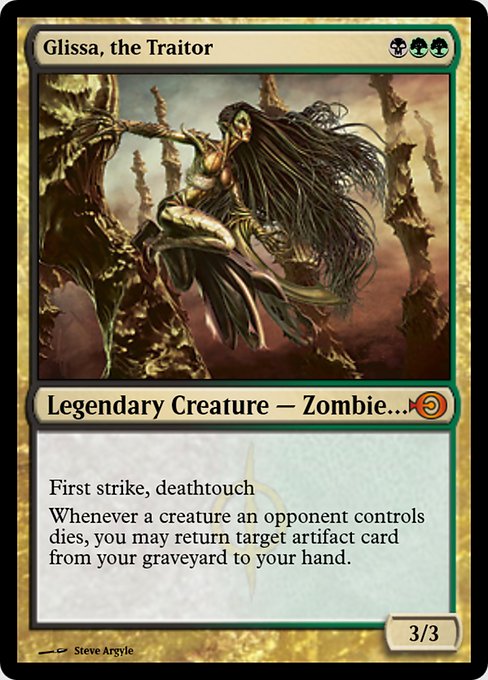 Glissa, the Traitor
Legendary Creature — Zombie...
First strike, deathtouch
Whenever a creature an opponent controls
dies, you may return target artifact card
from your graveyard to your hand.
3/3
Steve Argyle